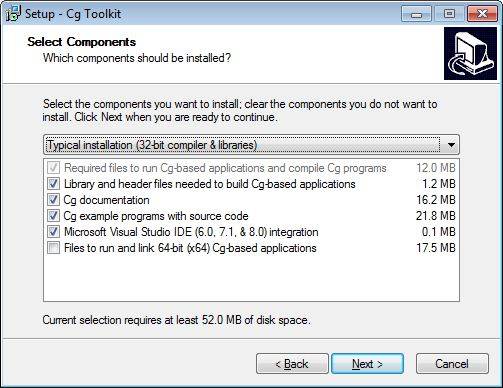 Setup - Cg Toolkit
Select Components
Which components should be installed?
Select the components you want to install; clear the components you do not want to
install. Click Next when you are ready to continue.
Typical installation (32-bit compiler & libraries)
Required files to run Cg-based applications and compile Cg programs 12.0 MB
Library and header files needed to build Cg-based applications 1.2 MB
Cg documentation 16.2 MB
Cg example programs with source code 21.8 MB
Microsoft Visual Studio IDE (6.0, 7.1, & 8.0) integration 0.1 MB
Files to run and link 64-bit (x64) Cg-based applications 17.5 MB
Current selection requires at least 52.0 MB of disk space.
< Back Next > Cancel